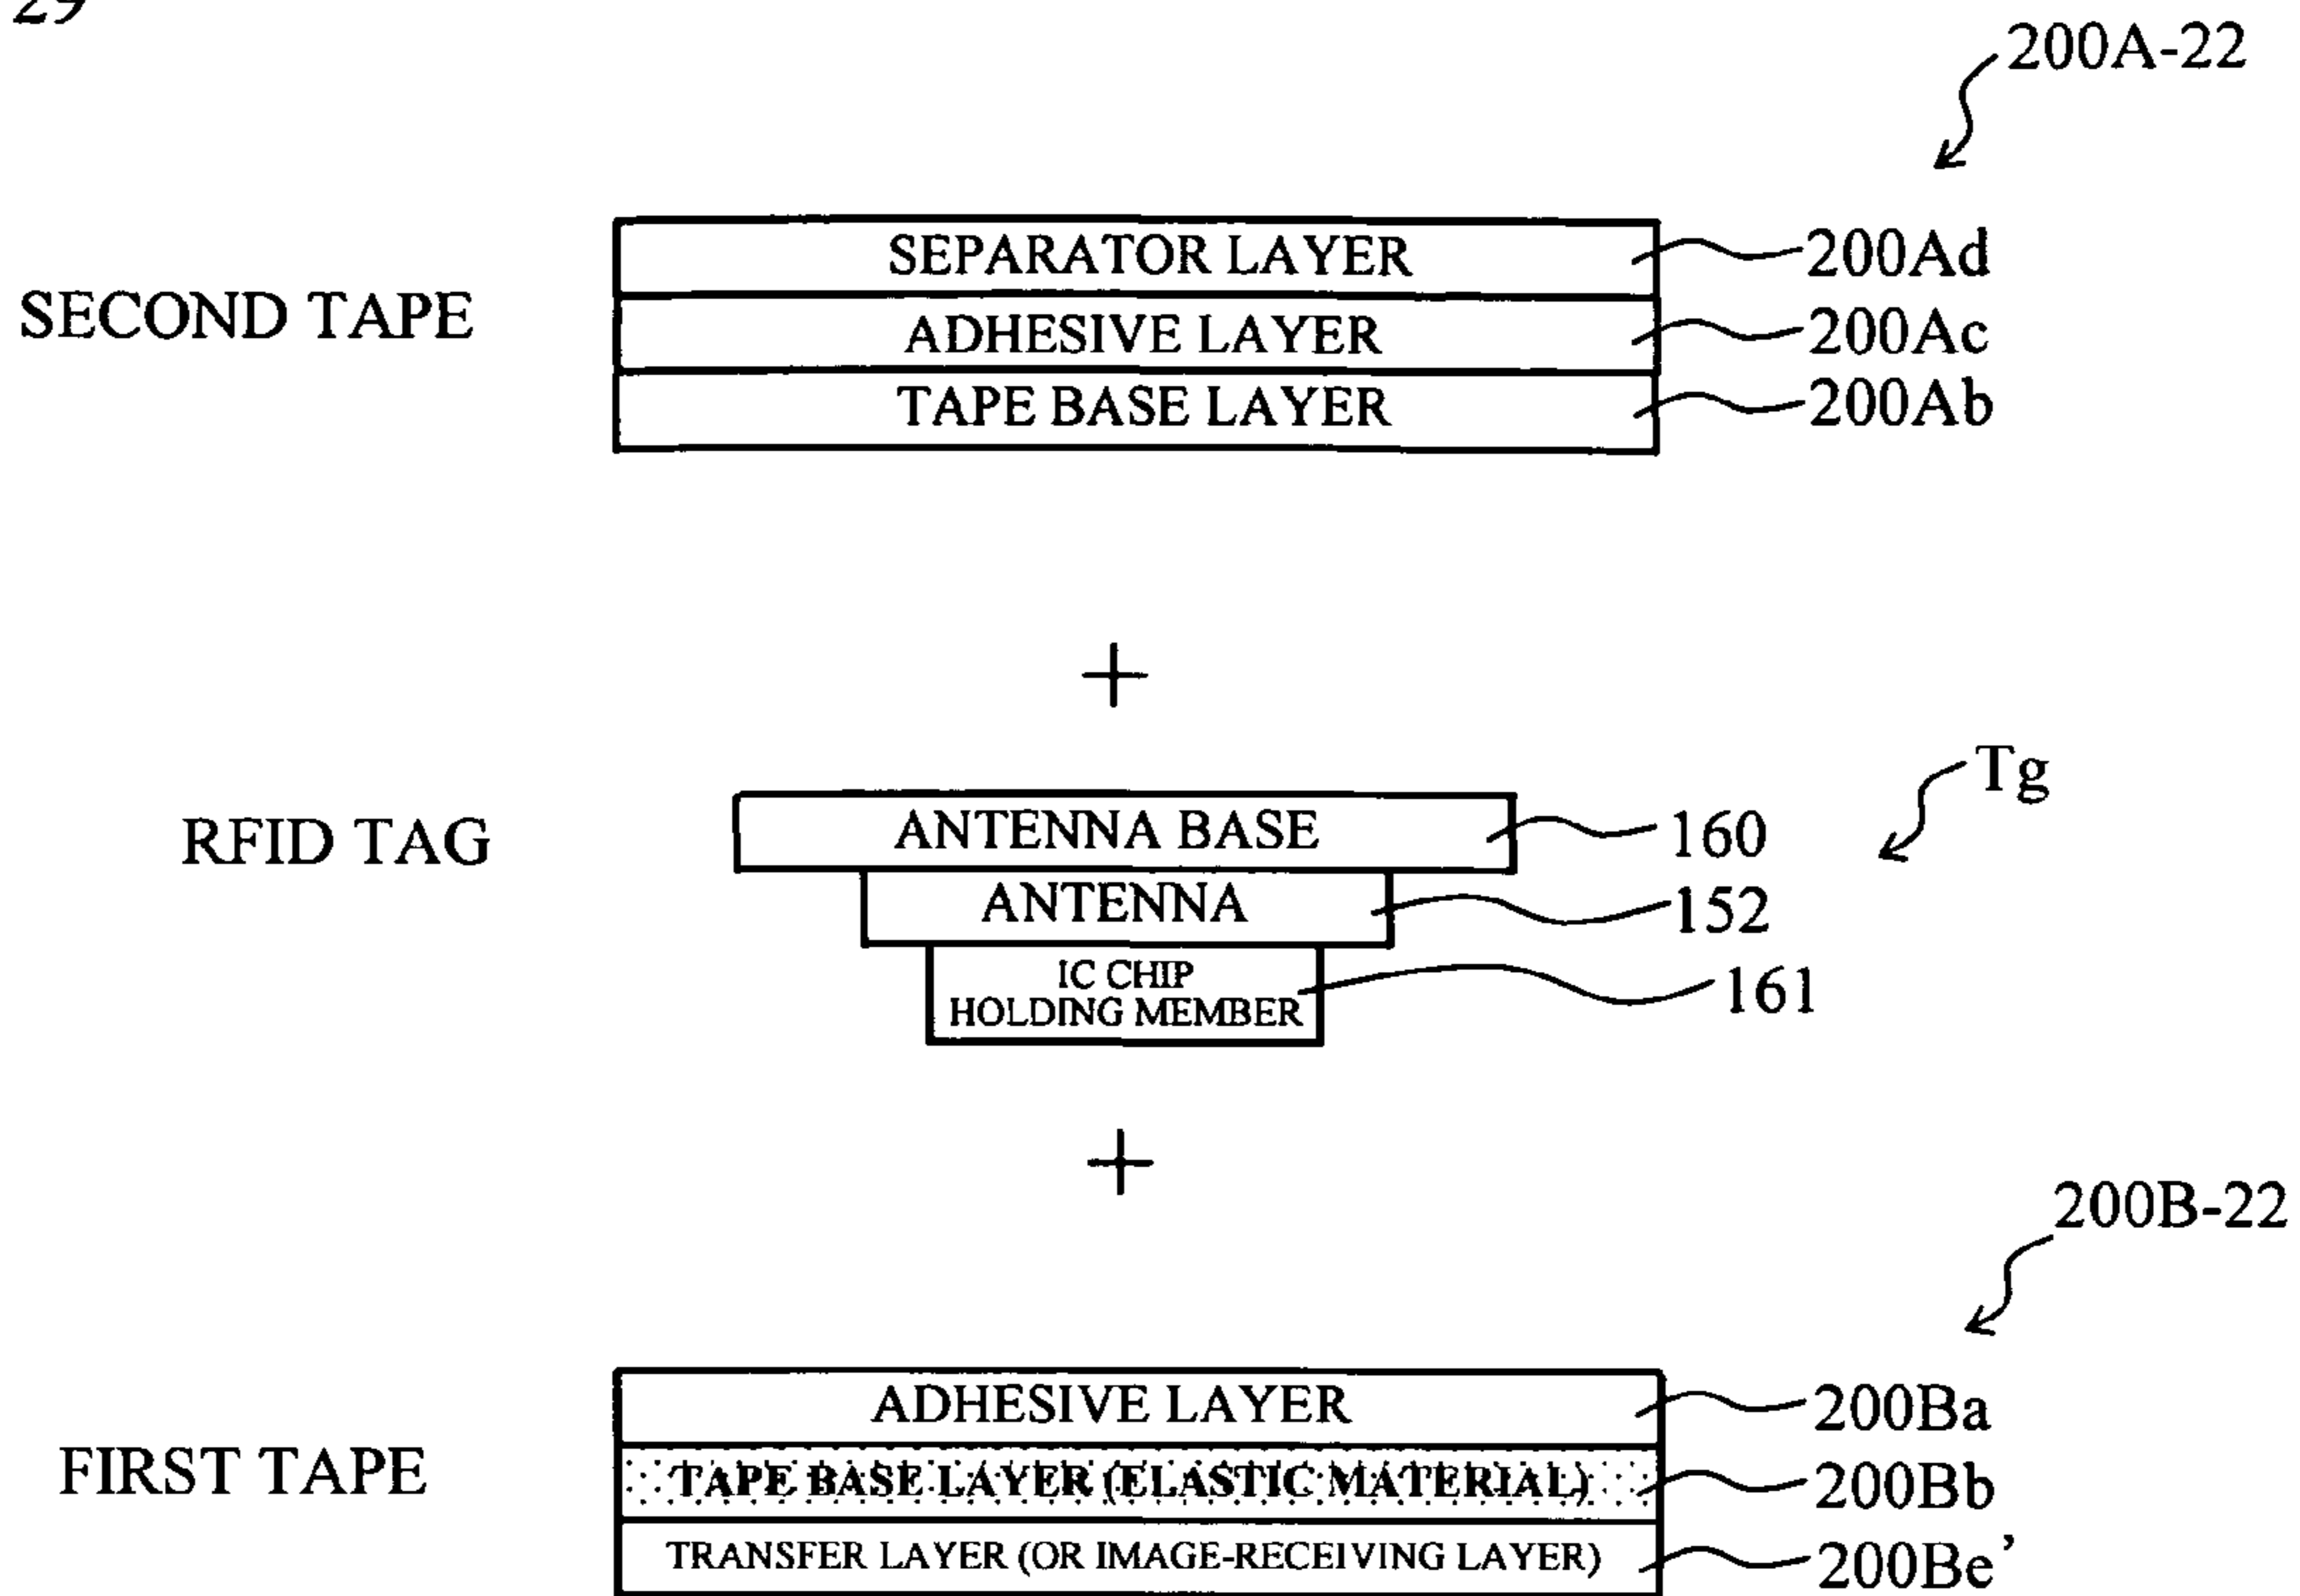 200A-22
SEPARATOR LAYER
200Ad
SECOND TAPE
ADHESIVE LAYER
200Ac
TAPE BASE LAYER
200Ab
+
Tg
RFID TAG
ANTENNA BASE
160
ANTENNA
152
IC CHIP
HOLDING MEMBER
161
+
200B-22
ADHESIVE LAYER
200Ba
FIRST TAPE
TAPE BASE LAYER (ELASTIC MATERIAL)
200Bb
TRANSFER LAYER (OR IMAGE-RECEIVING LAYER)
200Be’